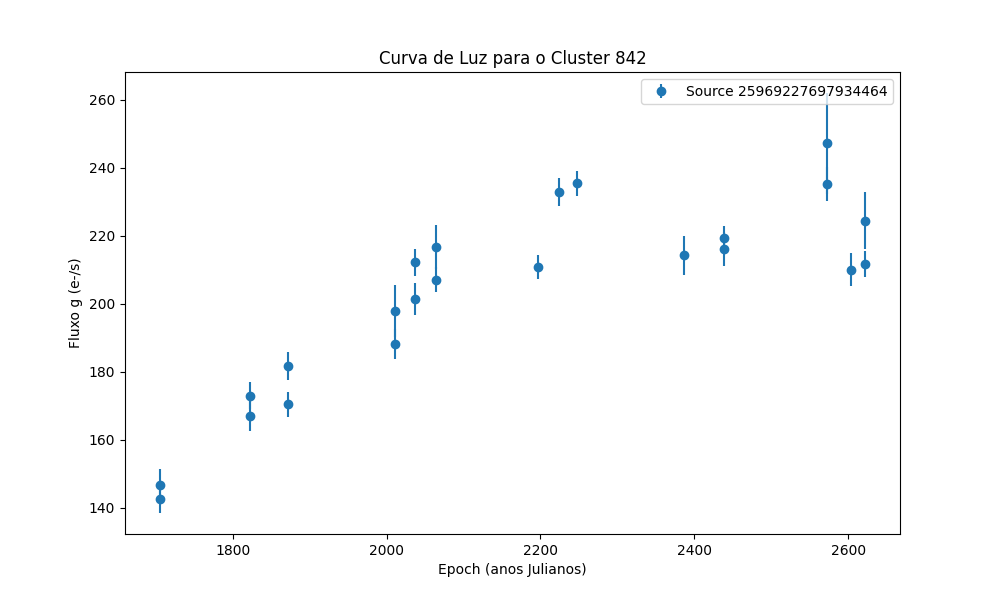 Curva de Luz para o Cluster 842
Source 25969227697934464
Fluxo g (e-/s)
260
240
220
200
180
160
140
1800 2000 2200 2400 2600
Epoch (anos Julianos)